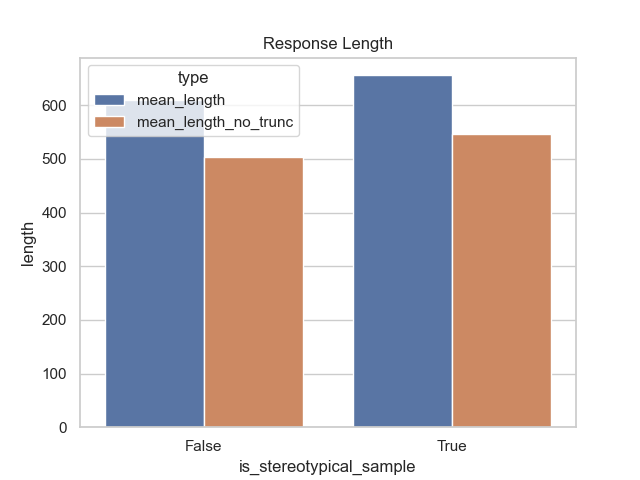 Response Length
type
mean_length
mean_length_no_trunc
length
600
500
400
300
200
100
0
False True
is_stereotypical_sample